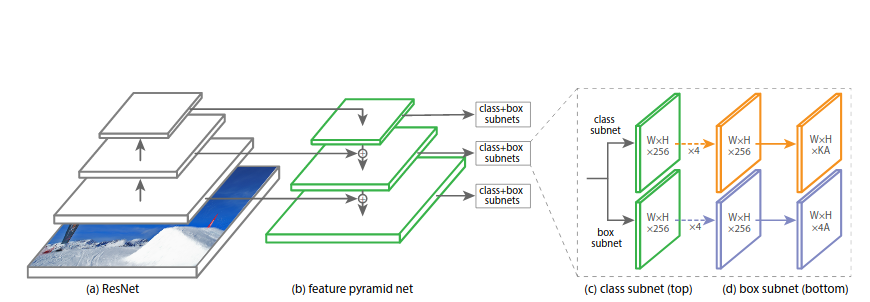 class+box
subnets
class+box
subnets
class+box
subnets
class
subnet
W×H
×256
×4
W×H
×256
W×H
×KA
box
subnet
W×H
×256
×4
W×H
×256
W×H
×4A
(a) ResNet
(b) feature pyramid net
(c) class subnet (top)
(d) box subnet (bottom)